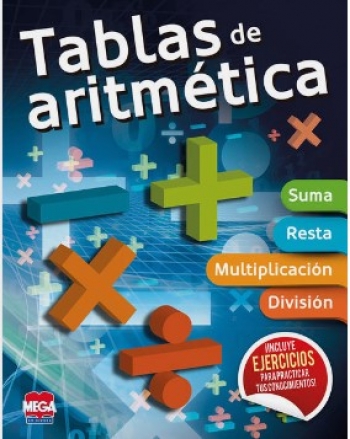 Tablas de
aritmética
Suma
Resta
Multiplicación
División
¡INCLUYE
EJERCICIOS
PARA PRACTICAR
TUS CONOCIMIENTOS!
MEGA